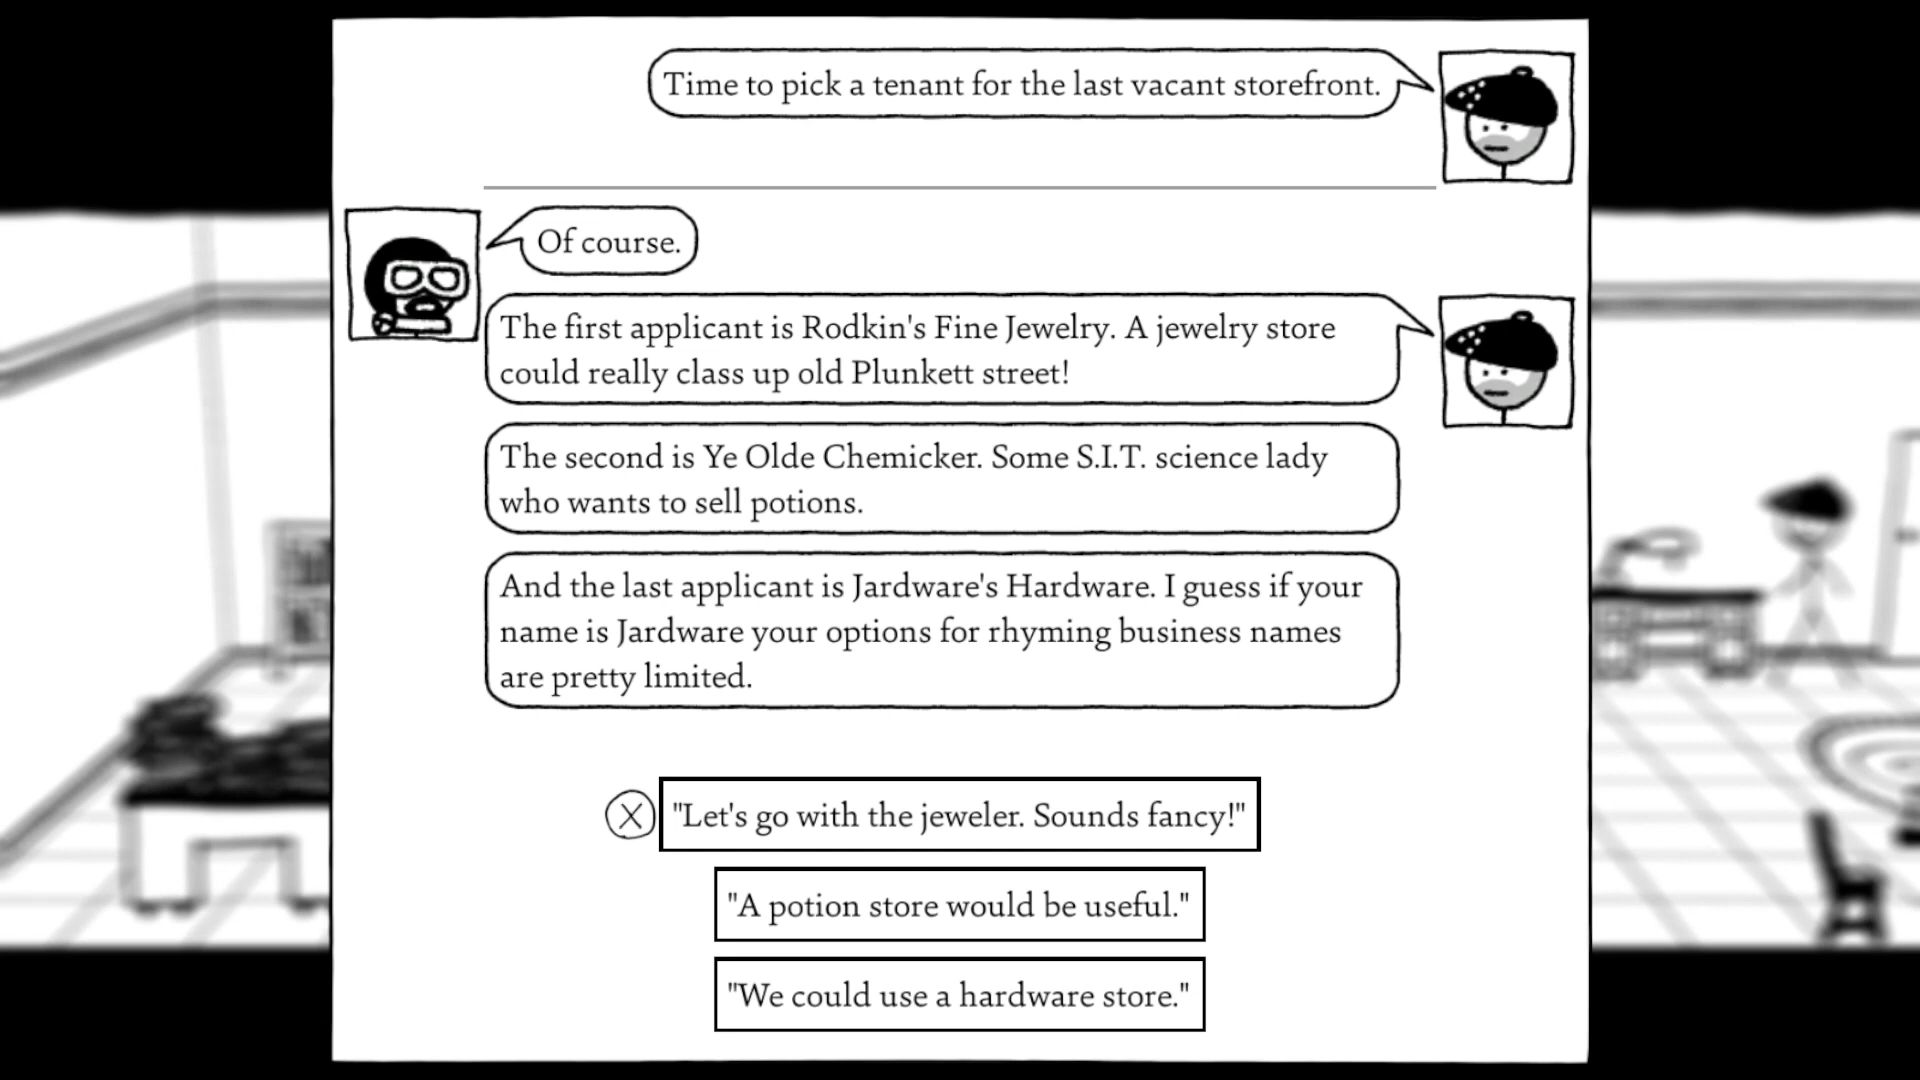 Time to pick a tenant for the last vacant storefront.
Of course.
The first applicant is Rodkin's Fine Jewelry. A jewelry store
could really class up old Plunkett street!
The second is Ye Olde Chemicker. Some S.I.T. science lady
who wants to sell potions.
And the last applicant is Jardware's Hardware. I guess if your
name is Jardware your options for rhyming business names
are pretty limited.
X
"Let's go with the jeweler. Sounds fancy!"
"A potion store would be useful."
"We could use a hardware store."